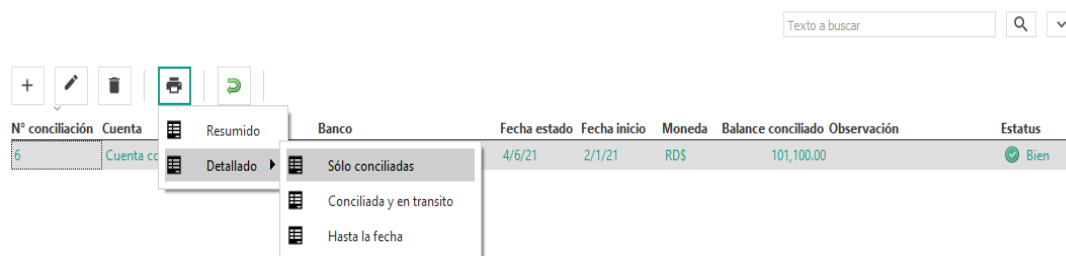 Texto a buscar
N° conciliación Cuenta Banco Fecha estado Fecha inicio Moneda Balance conciliado Observación Estatus
6 Cuenta 4/6/21 2/1/21 RD$ 101,100.00 Bien
Resumido
Detallado
Sólo conciliadas
Conciliada y en transito
Hasta la fecha